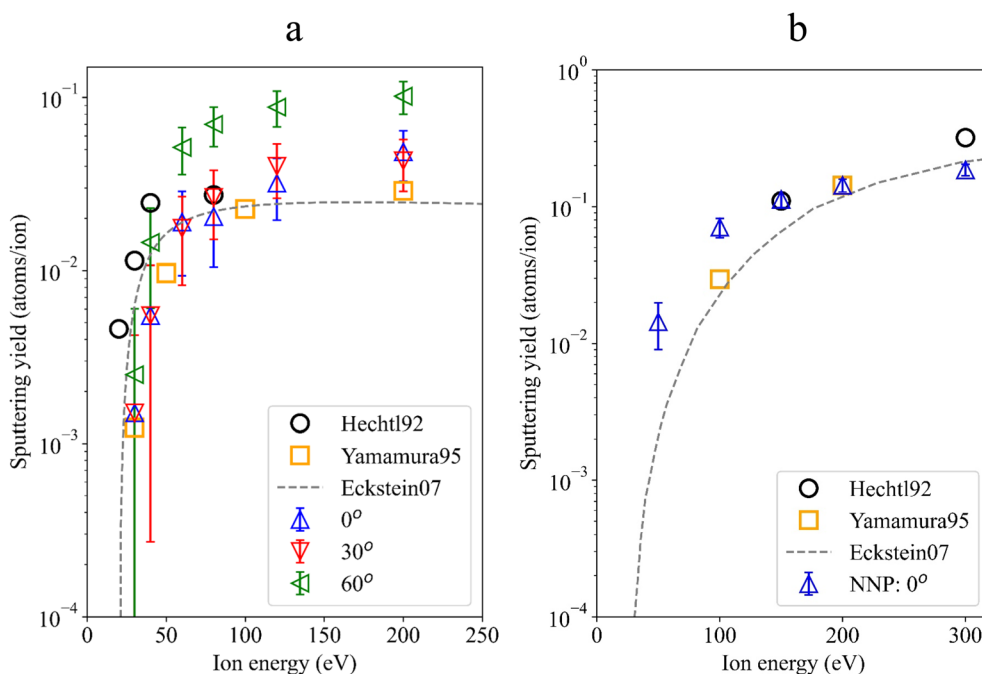 a
Sputtering yield (atoms/ion)
10⁻¹
10⁻²
10⁻³
10⁻⁴
0 50 100 150 200 250
Ion energy (eV)
Hechtl92
Yamamura95
Eckstein07
0°
30°
60°
b
Sputtering yield (atoms/ion)
10⁰
10⁻¹
10⁻²
10⁻³
10⁻⁴
0 100 200 300
Ion energy (eV)
Hechtl92
Yamamura95
Eckstein07
NNP: 0°